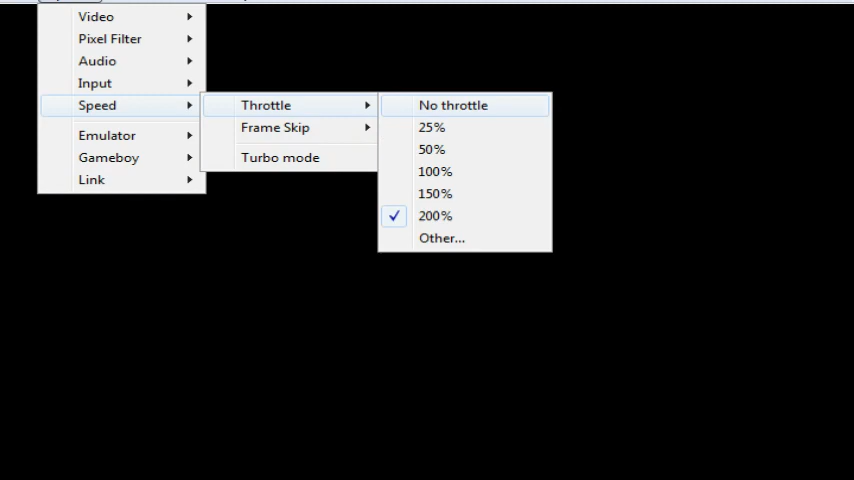 Video
Pixel Filter
Audio
Input
Speed
Emulator
Gameboy
Link
Throttle
Frame Skip
Turbo mode
No throttle
25%
50%
100%
150%
200%
Other...